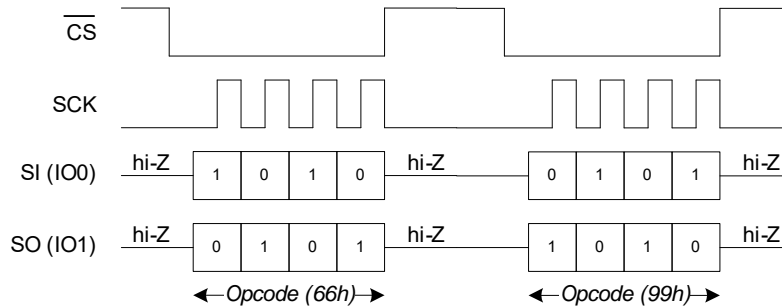 CS
SCK
SI (IO0) hi-Z 1 0 1 0 hi-Z 0 1 0 1 hi-Z
SO (IO1) hi-Z 0 1 0 1 hi-Z 1 0 1 0 hi-Z
Opcode (66h) Opcode (99h)